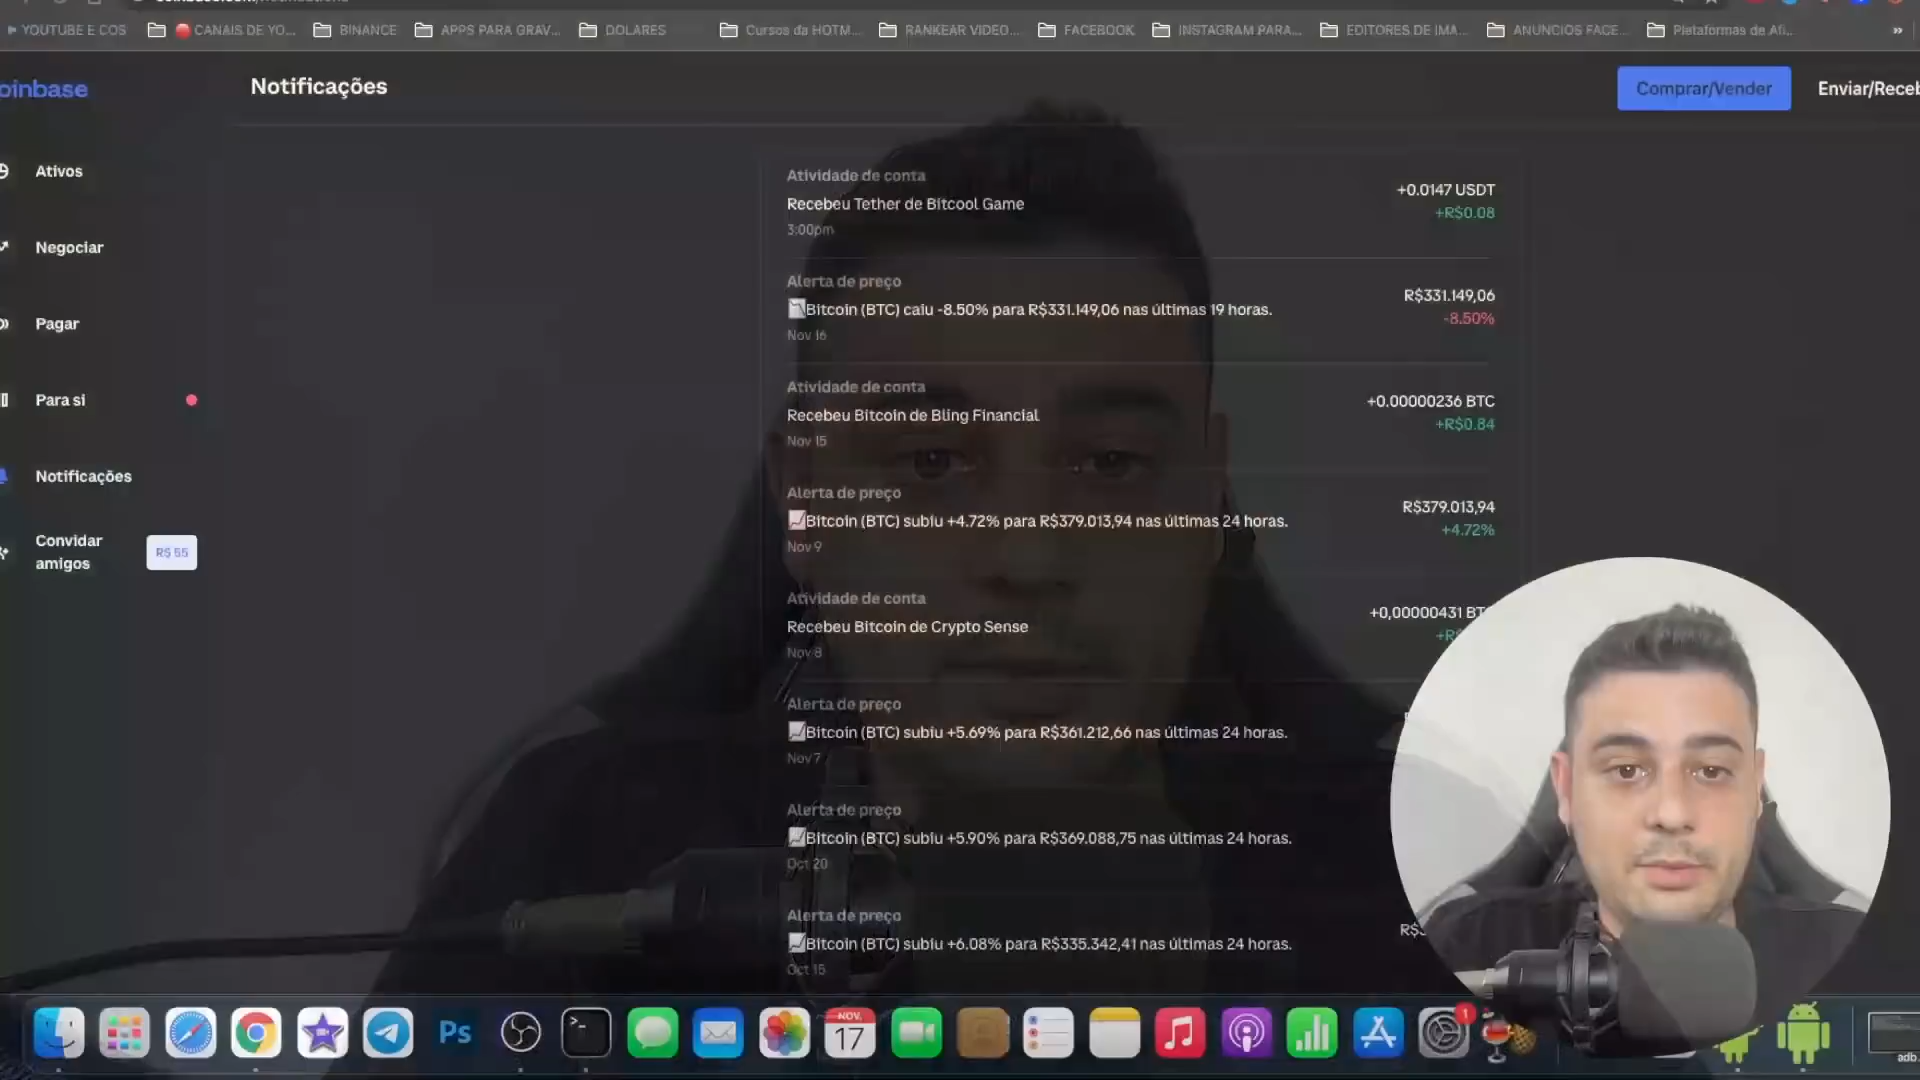 YOUTUBE E COS
CANAIS DE YO...
BINANCE
APPS PARA GRAV...
DOLARES
Cursos da HOTM...
RANKEAR VIDEO...
FACEBOOK
INSTAGRAM PARA...
EDITORES DE IMA...
ANUNCIOS FACE...
Plataformas de Afi...
»
oinbase
Notificações
Comprar/Vender
Enviar/Receb
Ativos
Negociar
Pagar
Para si
Notificações
Convidar
amigos
R$ 55
Atividade de conta
Recebeu Tether de Bitcool Game
3:00pm
+0.0147 USDT
+R$0.08
Alerta de preço
Bitcoin (BTC) caiu -8.50% para R$331.149,06 nas últimas 19 horas.
Nov 16
R$331.149,06
-8.50%
Atividade de conta
Recebeu Bitcoin de Bling Financial
Nov 15
+0.00000236 BTC
+R$0.84
Alerta de preço
Bitcoin (BTC) subiu +4.72% para R$379.013,94 nas últimas 24 horas.
Nov 9
R$379.013,94
+4.72%
Atividade de conta
Recebeu Bitcoin de Crypto Sense
Nov 8
+0,00000431 BTC
+R
Alerta de preço
Bitcoin (BTC) subiu +5.69% para R$361.212,66 nas últimas 24 horas.
Nov 7
Alerta de preço
Bitcoin (BTC) subiu +5.90% para R$369.088,75 nas últimas 24 horas.
Oct 20
Alerta de preço
Bitcoin (BTC) subiu +6.08% para R$335.342,41 nas últimas 24 horas.
Oct 15
R$
Ps
NOV.
17
1
adb